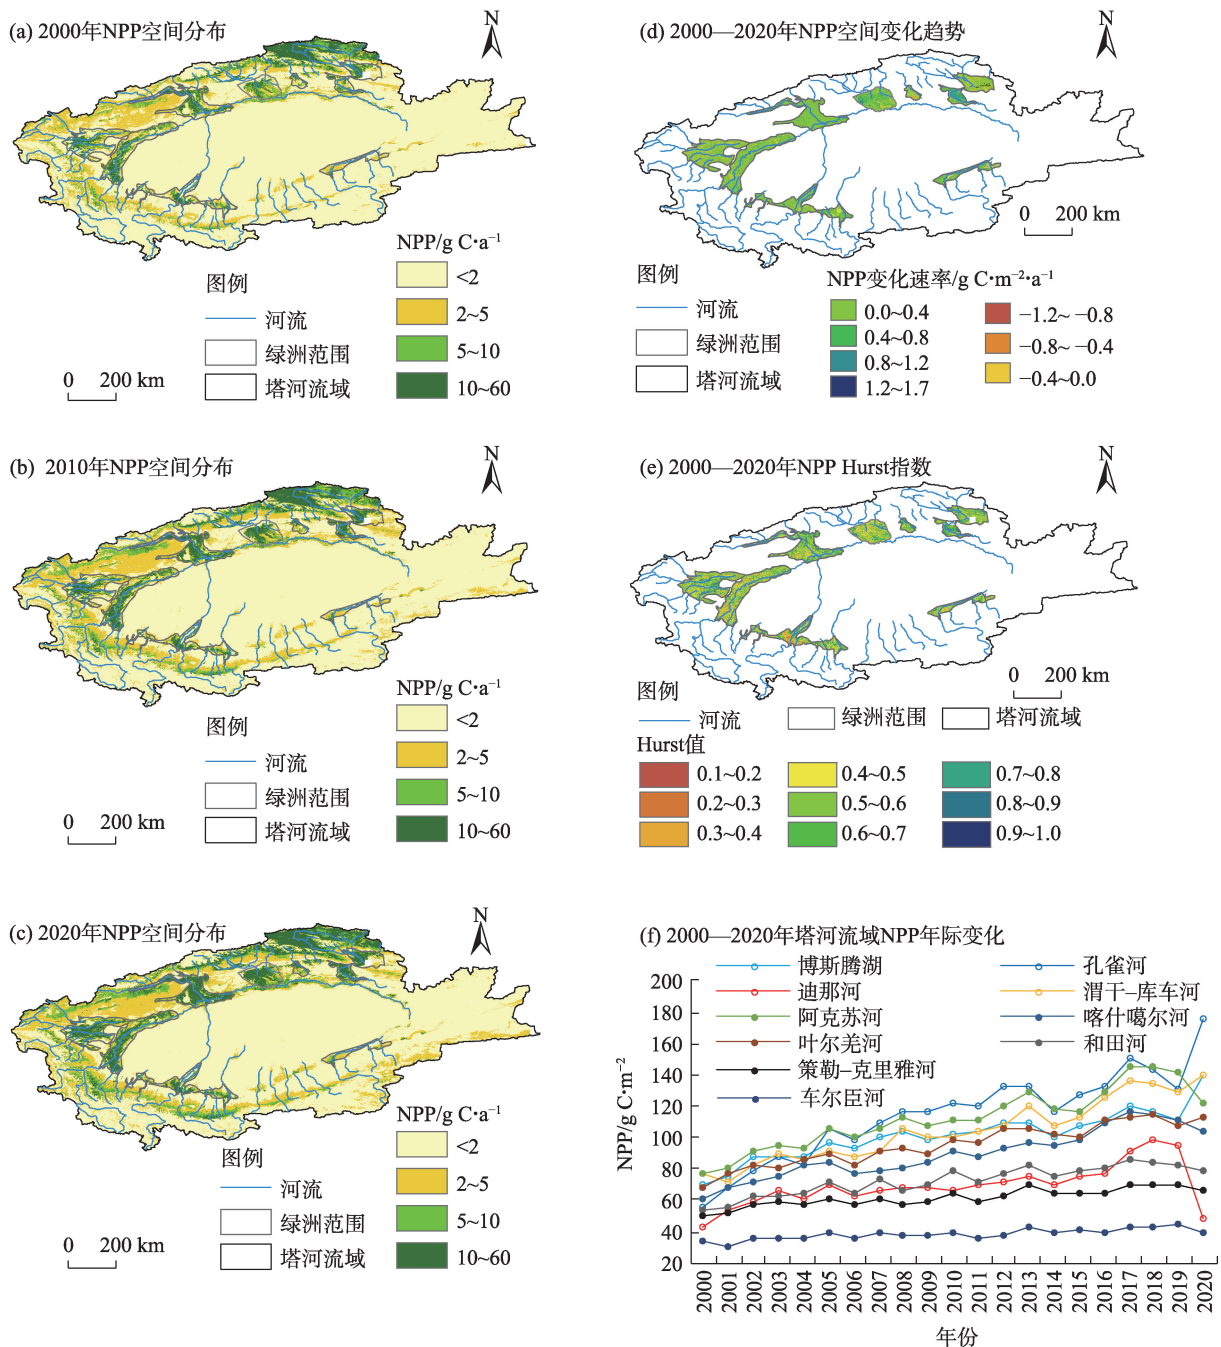 (a) 2000年NPP空间分布
N
NPP/g C·a⁻¹
<2
2~5
5~10
10~60
图例
河流
绿洲范围
塔河流域
0 200 km
(b) 2010年NPP空间分布
N
NPP/g C·a⁻¹
<2
2~5
5~10
10~60
图例
河流
绿洲范围
塔河流域
0 200 km
(c) 2020年NPP空间分布
N
NPP/g C·a⁻¹
<2
2~5
5~10
10~60
图例
河流
绿洲范围
塔河流域
0 200 km
(d) 2000—2020年NPP空间变化趋势
N
0 200 km
图例
河流
绿洲范围
塔河流域
NPP变化速率/g C·m⁻²·a⁻¹
0.0~0.4
0.4~0.8
0.8~1.2
1.2~1.7
−1.2~ −0.8
−0.8~ −0.4
−0.4~0.0
(e) 2000—2020年NPP Hurst指数
N
0 200 km
图例
河流 绿洲范围 塔河流域
Hurst值
0.1~0.2 0.4~0.5 0.7~0.8
0.2~0.3 0.5~0.6 0.8~0.9
0.3~0.4 0.6~0.7 0.9~1.0
(f) 2000—2020年塔河流域NPP年际变化
博斯腾湖 孔雀河
迪那河 渭干–库车河
阿克苏河 喀什噶尔河
叶尔羌河 和田河
策勒–克里雅河
车尔臣河
NPP/g C·m⁻²
200
180
160
140
120
100
80
60
40
20
2000 2001 2002 2003 2004 2005 2006 2007 2008 2009 2010 2011 2012 2013 2014 2015 2016 2017 2018 2019 2020
年份